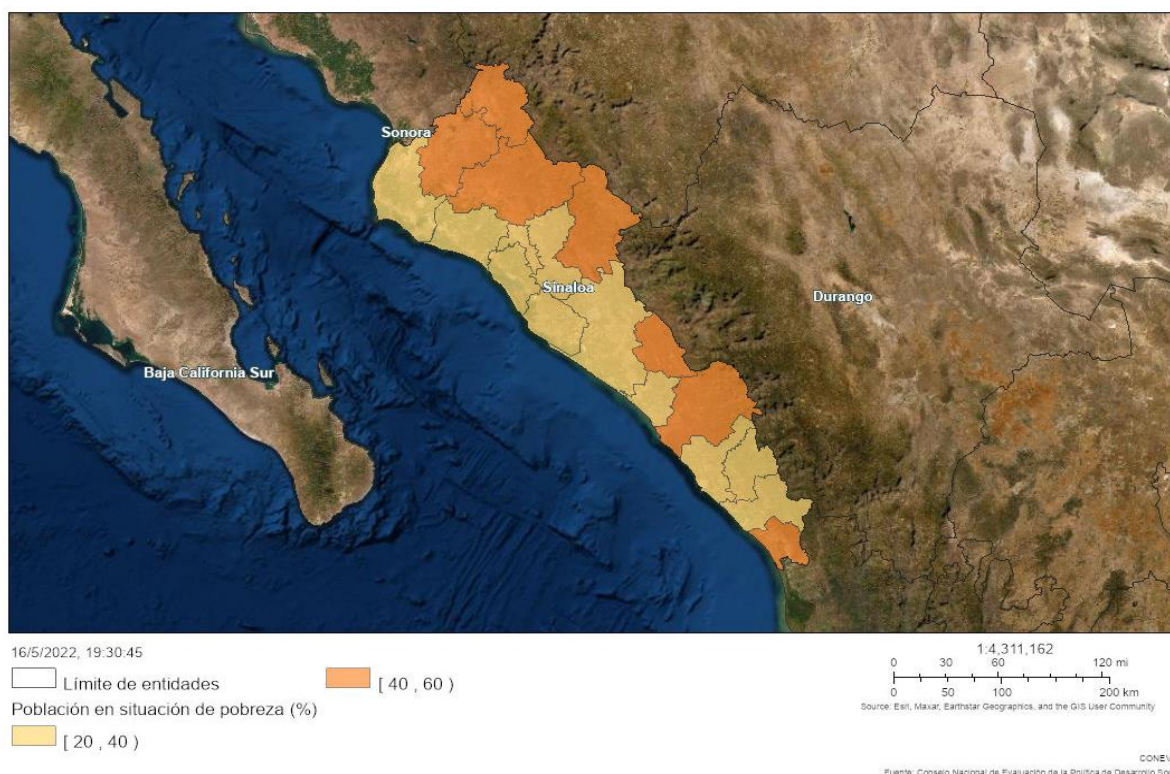 Sonora
Sinaloa
Durango
Baja California Sur
16/5/2022, 19:30:45
Límite de entidades
Población en situación de pobreza (%)
[ 20 , 40 )
[ 40 , 60 )
1:4,311,162
0 30 60 120 mi
0 50 100 200 km
Source: Esri, Maxar, Earthstar Geographics, and the GIS User Community
CONEV
Fuente: Consejo Nacional de Evaluación de la Política de Desarrollo So